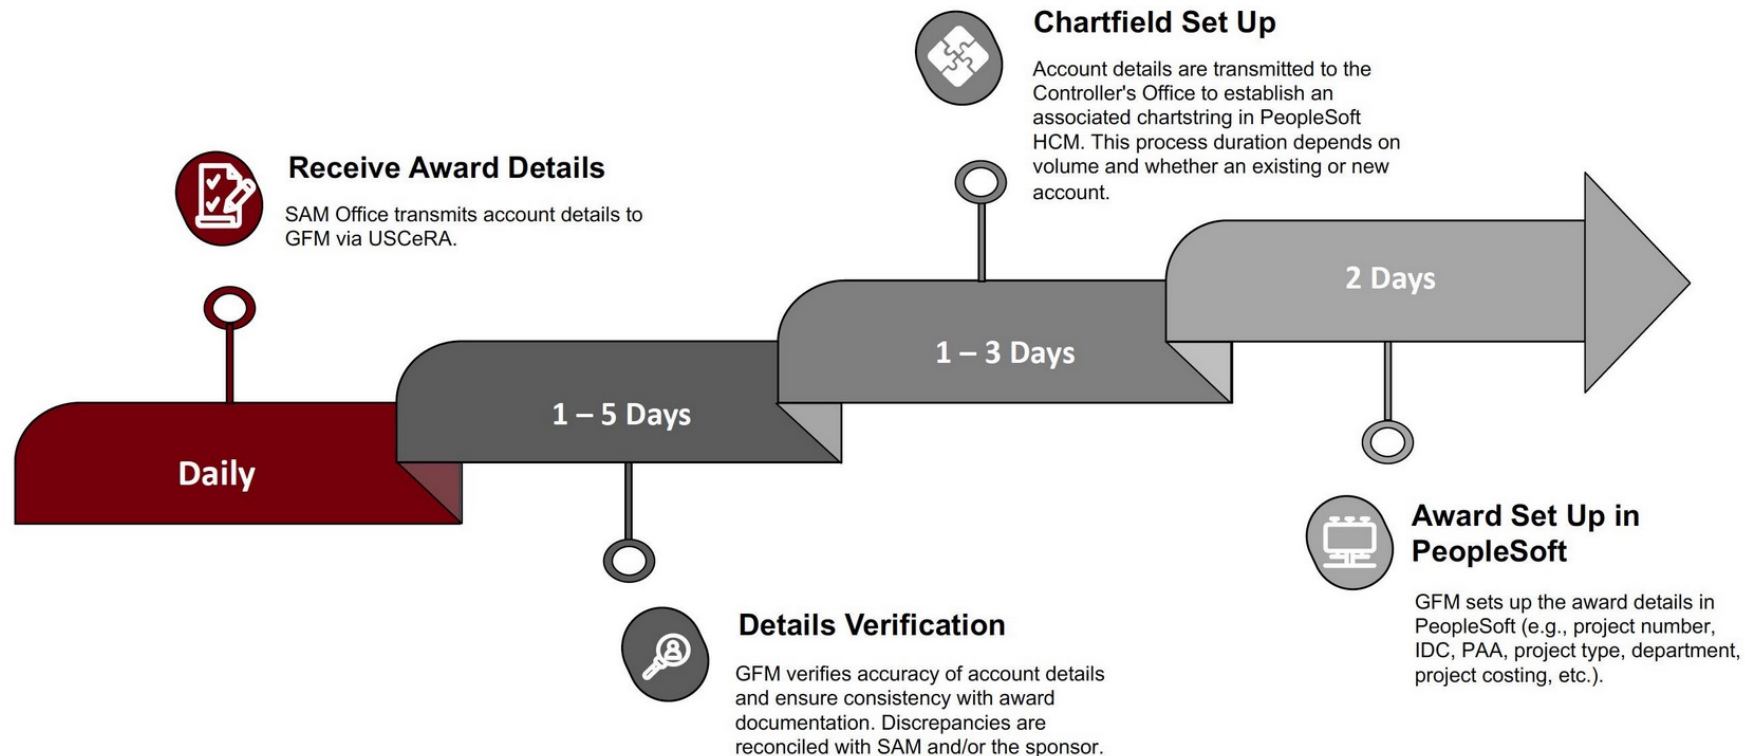 Chartfield Set Up
Account details are transmitted to the
Controller's Office to establish an
associated chartstring in PeopleSoft
HCM. This process duration depends on
volume and whether an existing or new
account.
Receive Award Details
SAM Office transmits account details to
GFM via USCeRA.
Daily
1 – 5 Days
1 – 3 Days
2 Days
Details Verification
GFM verifies accuracy of account details
and ensure consistency with award
documentation. Discrepancies are
reconciled with SAM and/or the sponsor.
Award Set Up in
PeopleSoft
GFM sets up the award details in
PeopleSoft (e.g., project number,
IDC, PAA, project type, department,
project costing, etc.).